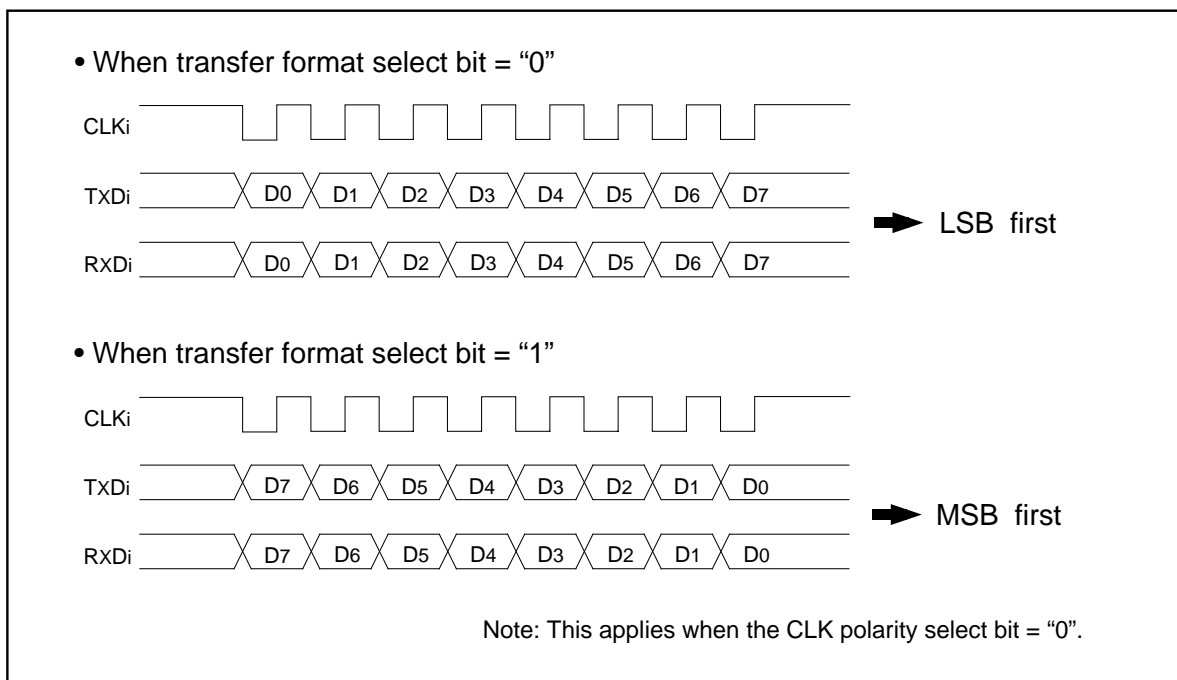 • When transfer format select bit = “0”
CLKi
TXDi D0 D1 D2 D3 D4 D5 D6 D7
RXDi D0 D1 D2 D3 D4 D5 D6 D7
LSB first
• When transfer format select bit = “1”
CLKi
TXDi D7 D6 D5 D4 D3 D2 D1 D0
RXDi D7 D6 D5 D4 D3 D2 D1 D0
MSB first
Note: This applies when the CLK polarity select bit = “0”.